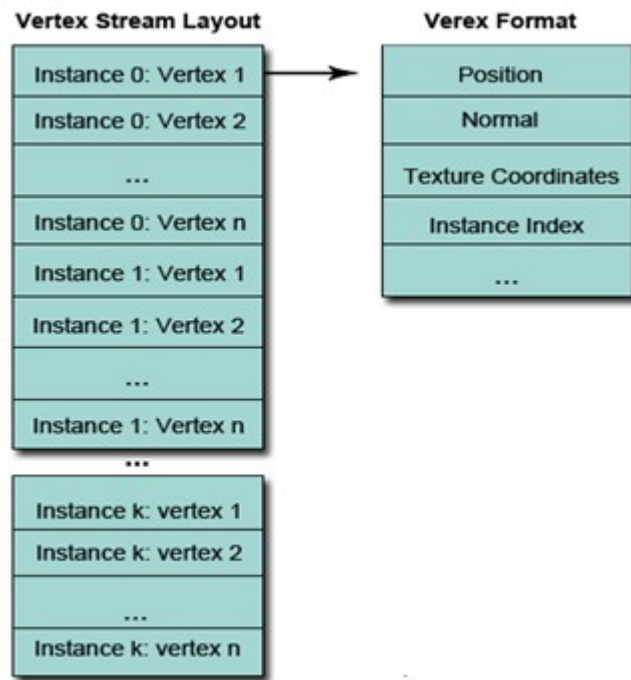 Vertex Stream Layout
Instance 0: Vertex 1
Instance 0: Vertex 2
...
Instance 0: Vertex n
Instance 1: Vertex 1
Instance 1: Vertex 2
...
Instance 1: Vertex n
...
Instance k: vertex 1
Instance k: vertex 2
...
Instance k: vertex n
Verex Format
Position
Normal
Texture Coordinates
Instance Index
...